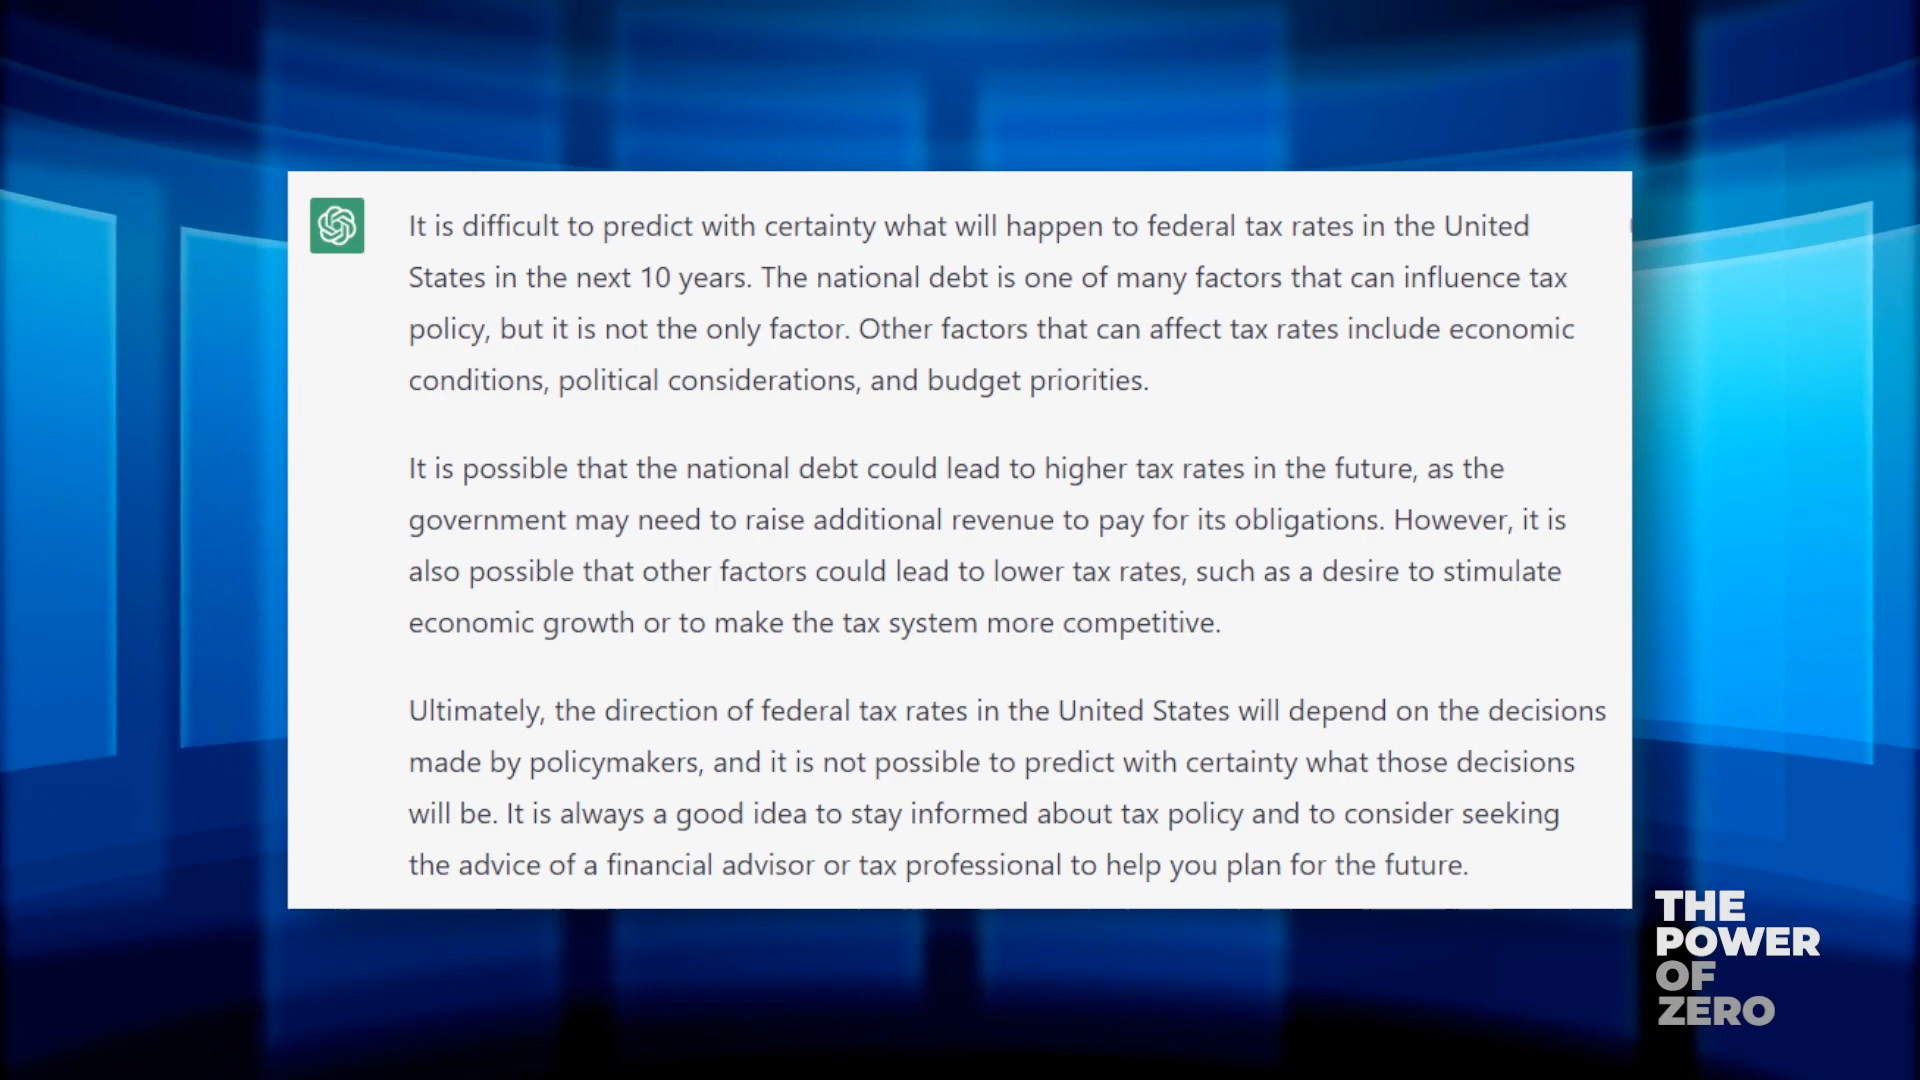 It is difficult to predict with certainty what will happen to federal tax rates in the United
States in the next 10 years. The national debt is one of many factors that can influence tax
policy, but it is not the only factor. Other factors that can affect tax rates include economic
conditions, political considerations, and budget priorities.
It is possible that the national debt could lead to higher tax rates in the future, as the
government may need to raise additional revenue to pay for its obligations. However, it is
also possible that other factors could lead to lower tax rates, such as a desire to stimulate
economic growth or to make the tax system more competitive.
Ultimately, the direction of federal tax rates in the United States will depend on the decisions
made by policymakers, and it is not possible to predict with certainty what those decisions
will be. It is always a good idea to stay informed about tax policy and to consider seeking
the advice of a financial advisor or tax professional to help you plan for the future.
THE
POWER
OF
ZERO